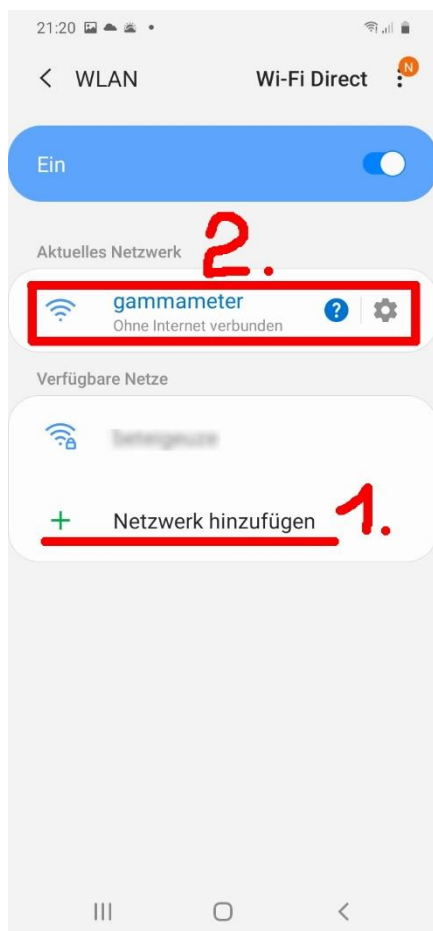 21:20
WLAN Wi-Fi Direct N
Ein
2.
Aktuelles Netzwerk
gammameter
Ohne Internet verbunden ?
Verfügbare Netze
Netzwerk hinzufügen 1.